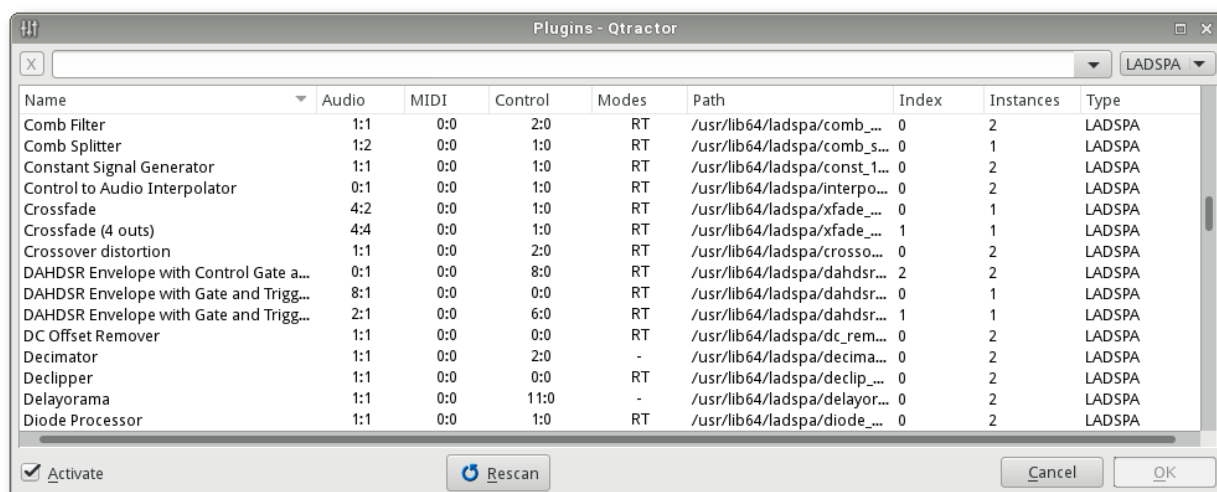 Plugins - Qtractor
X LADSPA
Name Audio MIDI Control Modes Path Index Instances Type
Comb Filter 1:1 0:0 2:0 RT /usr/lib64/ladspa/comb_... 0 2 LADSPA
Comb Splitter 1:2 0:0 1:0 RT /usr/lib64/ladspa/comb_s... 0 1 LADSPA
Constant Signal Generator 1:1 0:0 1:0 RT /usr/lib64/ladspa/const_1... 0 2 LADSPA
Control to Audio Interpolator 0:1 0:0 1:0 RT /usr/lib64/ladspa/interpo... 0 2 LADSPA
Crossfade 4:2 0:0 1:0 RT /usr/lib64/ladspa/xfade_... 0 1 LADSPA
Crossfade (4 outs) 4:4 0:0 1:0 RT /usr/lib64/ladspa/xfade_... 1 1 LADSPA
Crossover distortion 1:1 0:0 2:0 RT /usr/lib64/ladspa/crosso... 0 2 LADSPA
DAHDSR Envelope with Control Gate a... 0:1 0:0 8:0 RT /usr/lib64/ladspa/dahdsr... 2 2 LADSPA
DAHDSR Envelope with Gate and Trigg... 8:1 0:0 0:0 RT /usr/lib64/ladspa/dahdsr... 0 1 LADSPA
DAHDSR Envelope with Gate and Trigg... 2:1 0:0 6:0 RT /usr/lib64/ladspa/dahdsr... 1 1 LADSPA
DC Offset Remover 1:1 0:0 0:0 RT /usr/lib64/ladspa/dc_rem... 0 2 LADSPA
Decimator 1:1 0:0 2:0 - /usr/lib64/ladspa/decima... 0 2 LADSPA
Declipper 1:1 0:0 0:0 RT /usr/lib64/ladspa/declip_... 0 2 LADSPA
Delayorama 1:1 0:0 11:0 - /usr/lib64/ladspa/delayor... 0 2 LADSPA
Diode Processor 1:1 0:0 1:0 RT /usr/lib64/ladspa/diode_... 0 2 LADSPA
Activate Rescan Cancel OK